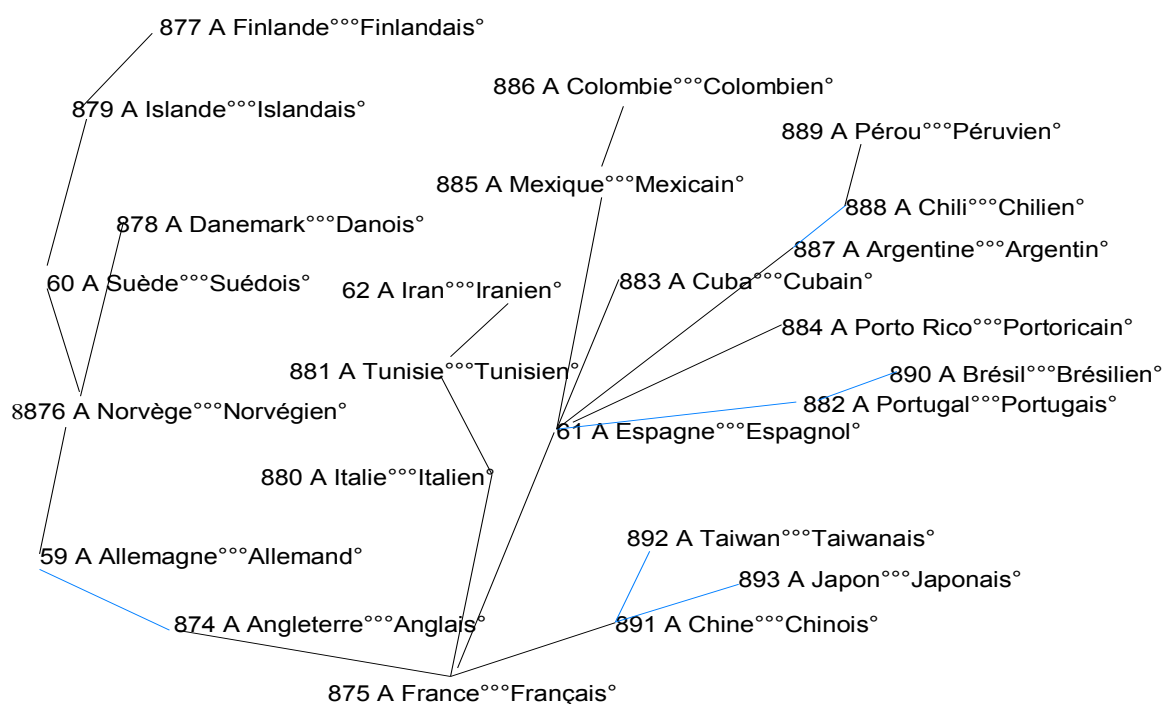 877 A Finlande°°°Finlandais°
886 A Colombie°°°Colombien°
879 A Islande°°°Islandais°
889 A Pérou°°°Péruvien°
885 A Mexique°°°Mexicain°
888 A Chili°°°Chilien°
878 A Danemark°°°Danois°
887 A Argentine°°°Argentin°
60 A Suède°°°Suédois°
883 A Cuba°°°Cubain°
62 A Iran°°°Iranien°
884 A Porto Rico°°°Portoricain°
881 A Tunisie°°°Tunisien°
890 A Brésil°°°Brésilien°
8876 A Norvège°°°Norvégien°
882 A Portugal°°°Portugais°
61 A Espagne°°°Espagnol°
880 A Italie°°°Italien°
892 A Taiwan°°°Taiwanais°
59 A Allemagne°°°Allemand°
893 A Japon°°°Japonais°
874 A Angleterre°°°Anglais°
891 A Chine°°°Chinois°
875 A France°°°Français°